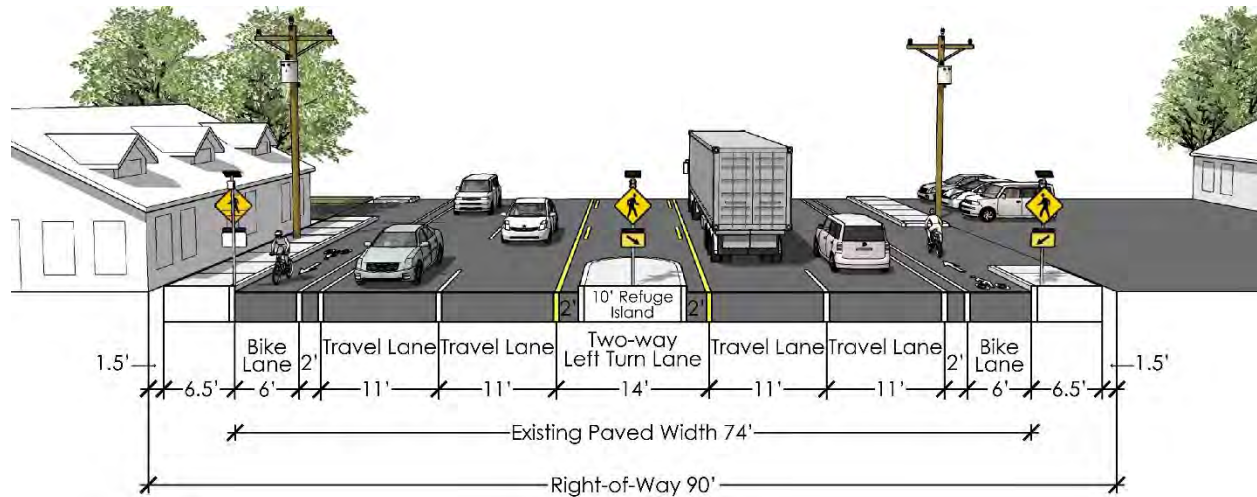 2'
10' Refuge
Island
2'
Bike
Lane
2'
Travel Lane
Travel Lane
Two-way
Left Turn Lane
Travel Lane
Travel Lane
2'
Bike
Lane
1.5'
6.5'
6'
11'
11'
14'
11'
11'
6'
6.5'
1.5'
Existing Paved Width 74'
Right-of-Way 90'